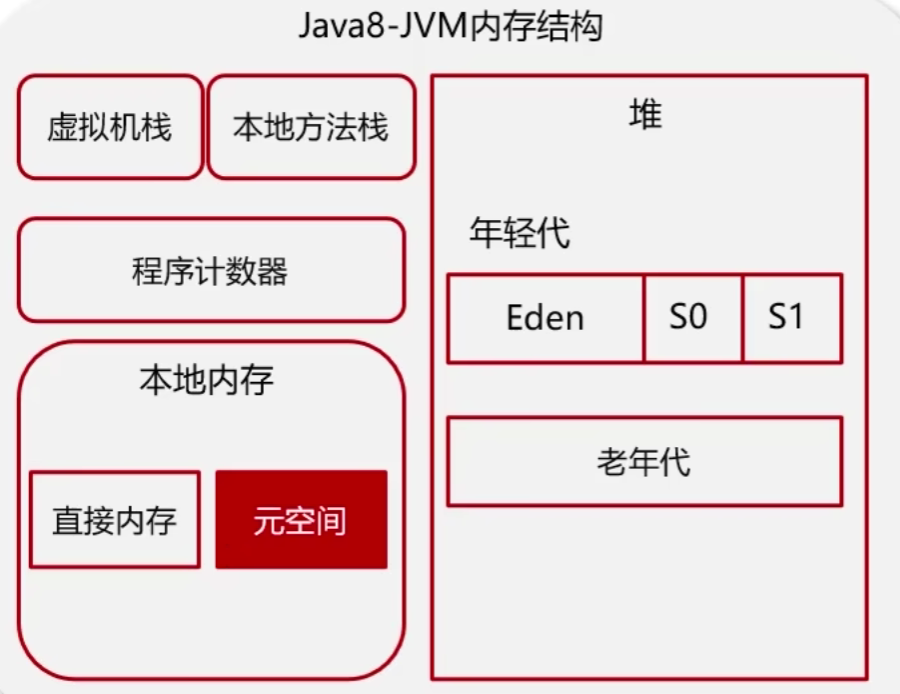 Java8-JVM内存结构
虚拟机栈
本地方法栈
程序计数器
本地内存
直接内存
元空间
堆
年轻代
Eden
S0
S1
老年代